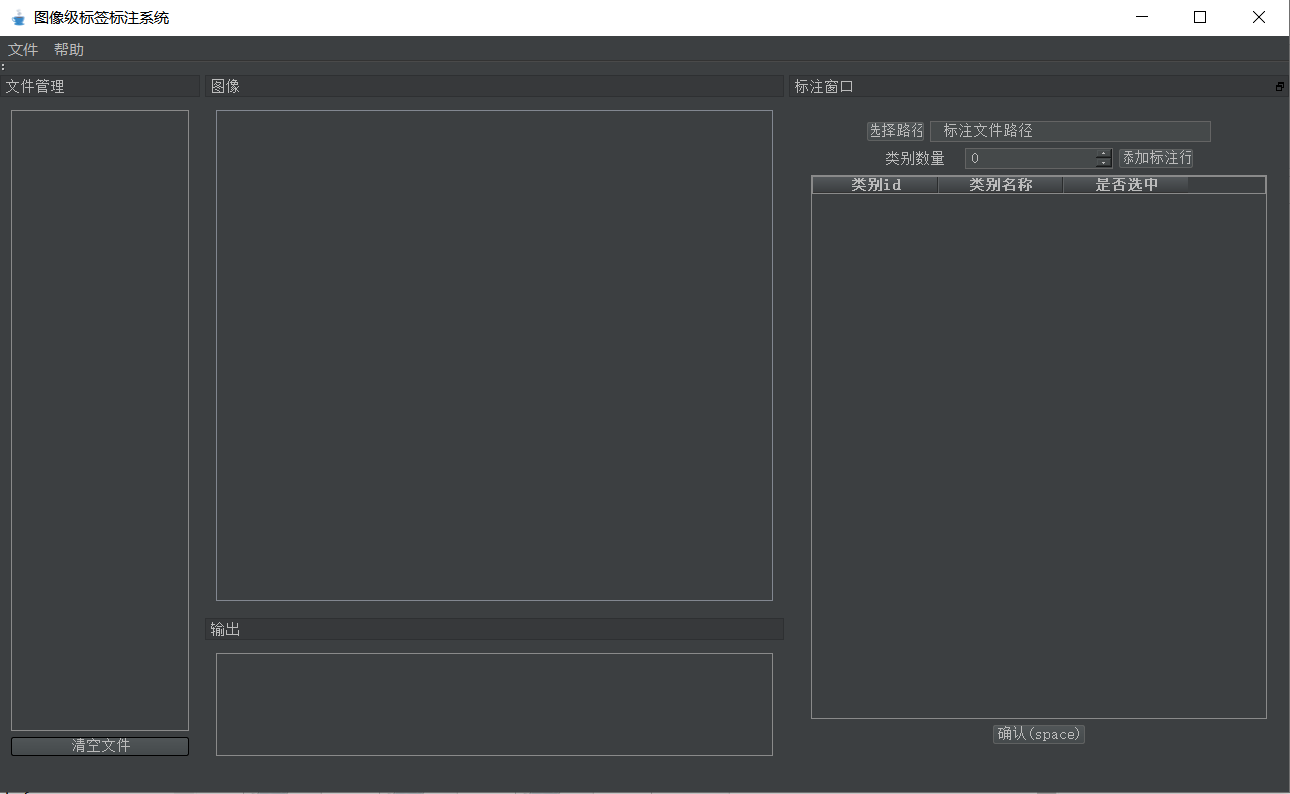 图像级标签标注系统
文件 帮助
文件管理
图像
标注窗口
选择路径 标注文件路径
类别数量 0 添加标注行
类别id 类别名称 是否选中
输出
确认(space)
清空文件